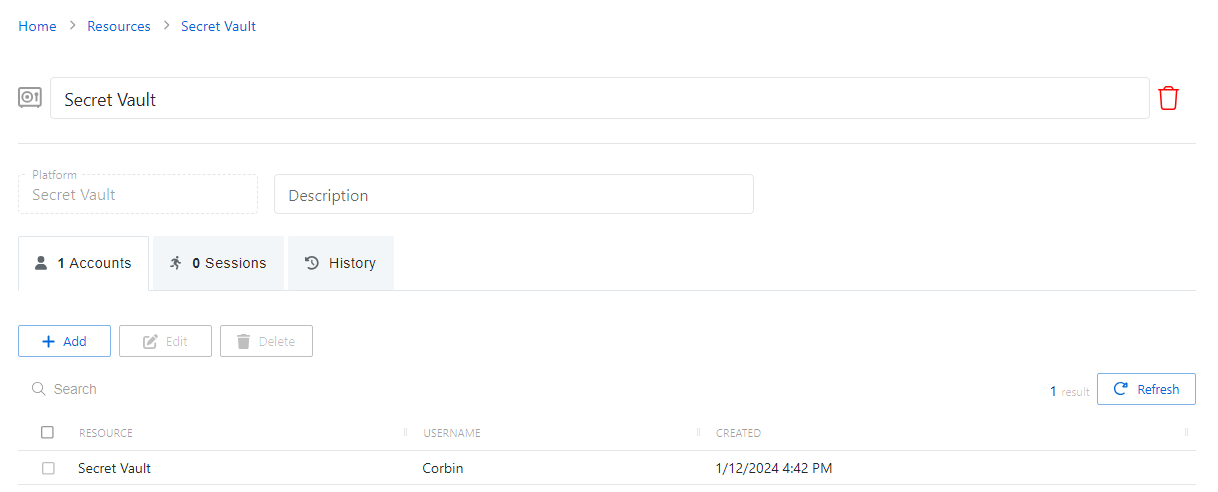 Home > Resources > Secret Vault
Secret Vault
Platform
Secret Vault
Description
1 Accounts 0 Sessions History
Add Edit Delete
Search 1 result Refresh
RESOURCE USERNAME CREATED
Secret Vault Corbin 1/12/2024 4:42 PM